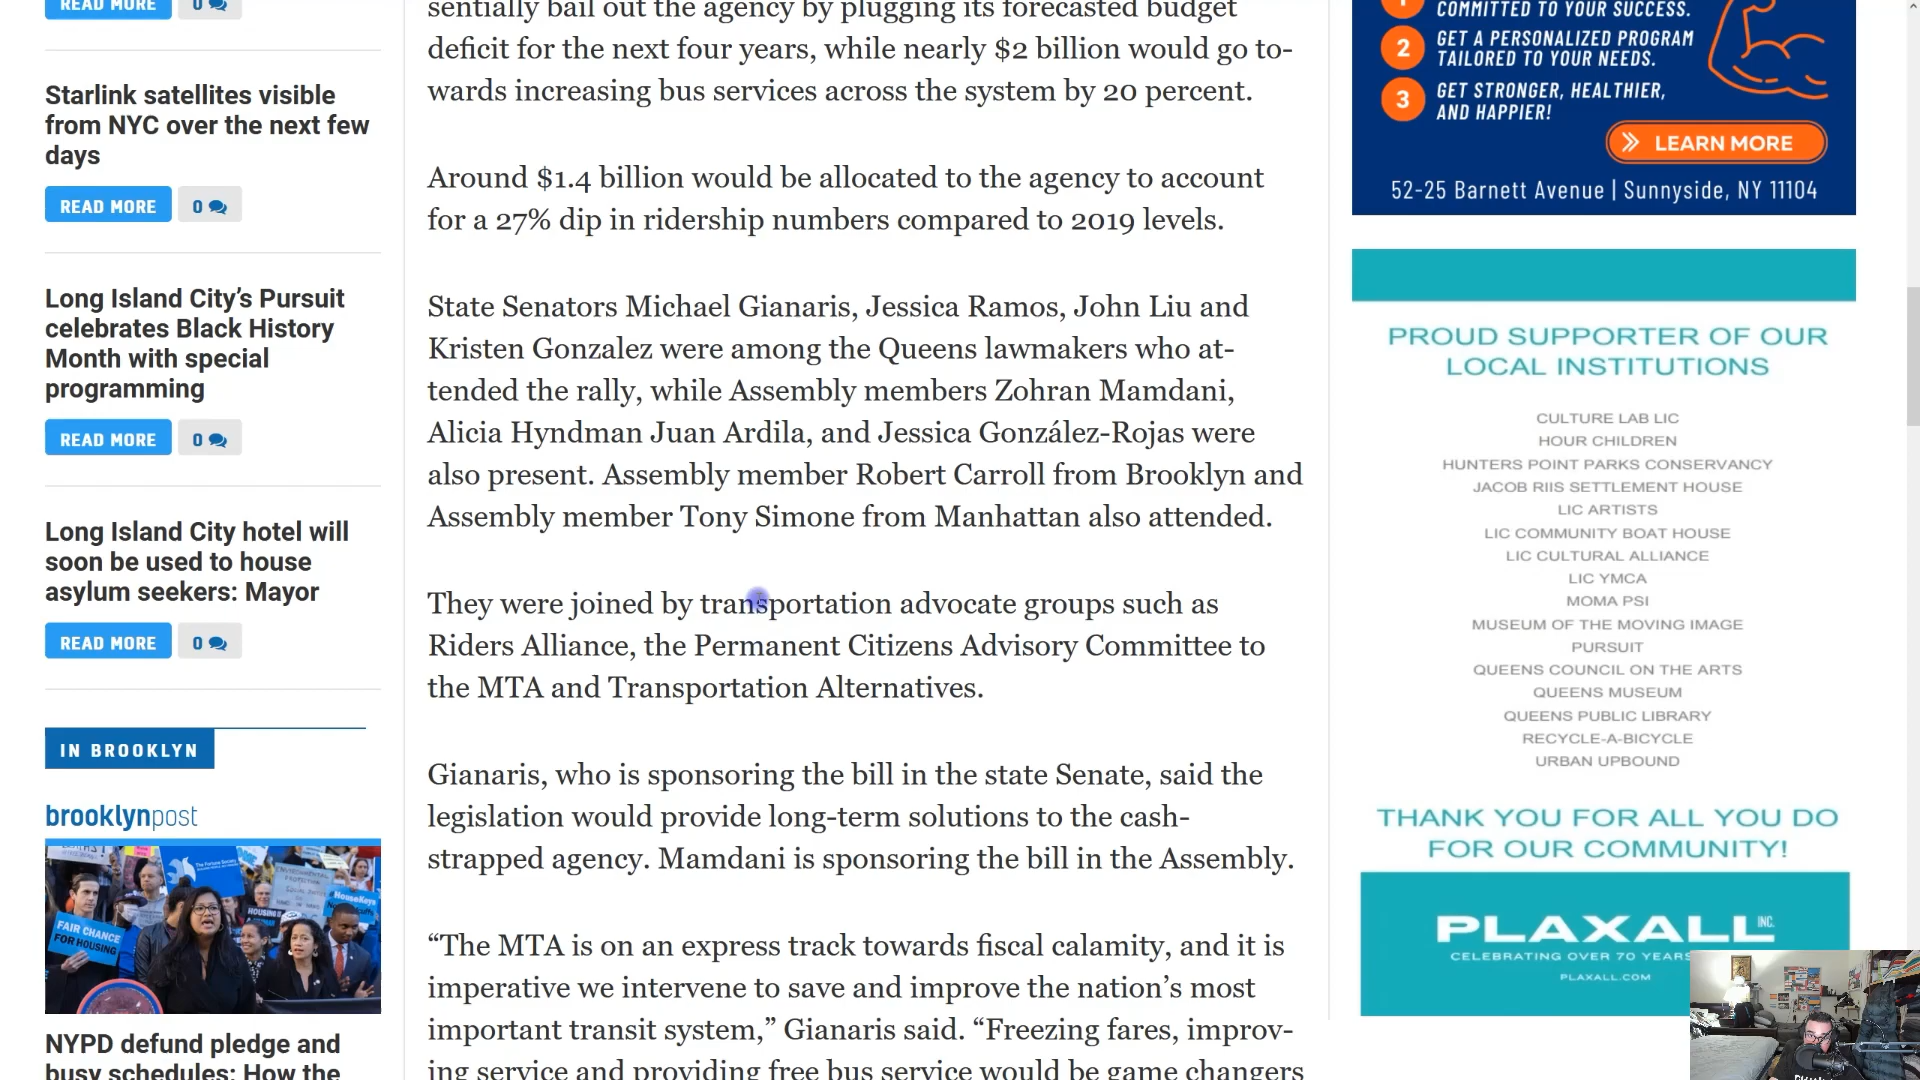 READ MORE
0
Starlink satellites visible
from NYC over the next few
days
READ MORE
0
Long Island City’s Pursuit
celebrates Black History
Month with special
programming
READ MORE
0
Long Island City hotel will
soon be used to house
asylum seekers: Mayor
READ MORE
0
IN BROOKLYN
brooklynpost
FAIR CHANCE
FOR HOUSING
NYPD defund pledge and
busy schedules: How the
sentially bail out the agency by plugging its forecasted budget
deficit for the next four years, while nearly $2 billion would go to-
wards increasing bus services across the system by 20 percent.
Around $1.4 billion would be allocated to the agency to account
for a 27% dip in ridership numbers compared to 2019 levels.
State Senators Michael Gianaris, Jessica Ramos, John Liu and
Kristen Gonzalez were among the Queens lawmakers who at-
tended the rally, while Assembly members Zohran Mamdani,
Alicia Hyndman Juan Ardila, and Jessica González-Rojas were
also present. Assembly member Robert Carroll from Brooklyn and
Assembly member Tony Simone from Manhattan also attended.
They were joined by transportation advocate groups such as
Riders Alliance, the Permanent Citizens Advisory Committee to
the MTA and Transportation Alternatives.
Gianaris, who is sponsoring the bill in the state Senate, said the
legislation would provide long-term solutions to the cash-
strapped agency. Mamdani is sponsoring the bill in the Assembly.
“The MTA is on an express track towards fiscal calamity, and it is
imperative we intervene to save and improve the nation’s most
important transit system,” Gianaris said. “Freezing fares, improv-
ing service and providing free bus service would be game changers
1
COMMITTED TO YOUR SUCCESS.
2
GET A PERSONALIZED PROGRAM
TAILORED TO YOUR NEEDS.
3
GET STRONGER, HEALTHIER,
AND HAPPIER!
LEARN MORE
52-25 Barnett Avenue | Sunnyside, NY 11104
PROUD SUPPORTER OF OUR
LOCAL INSTITUTIONS
CULTURE LAB LIC
HOUR CHILDREN
HUNTERS POINT PARKS CONSERVANCY
JACOB RIIS SETTLEMENT HOUSE
LIC ARTISTS
LIC COMMUNITY BOAT HOUSE
LIC CULTURAL ALLIANCE
LIC YMCA
MOMA PSI
MUSEUM OF THE MOVING IMAGE
PURSUIT
QUEENS COUNCIL ON THE ARTS
QUEENS MUSEUM
QUEENS PUBLIC LIBRARY
RECYCLE-A-BICYCLE
URBAN UPBOUND
THANK YOU FOR ALL YOU DO
FOR OUR COMMUNITY!
PLAXALL INC.
CELEBRATING OVER 70 YEARS
PLAXALL.COM